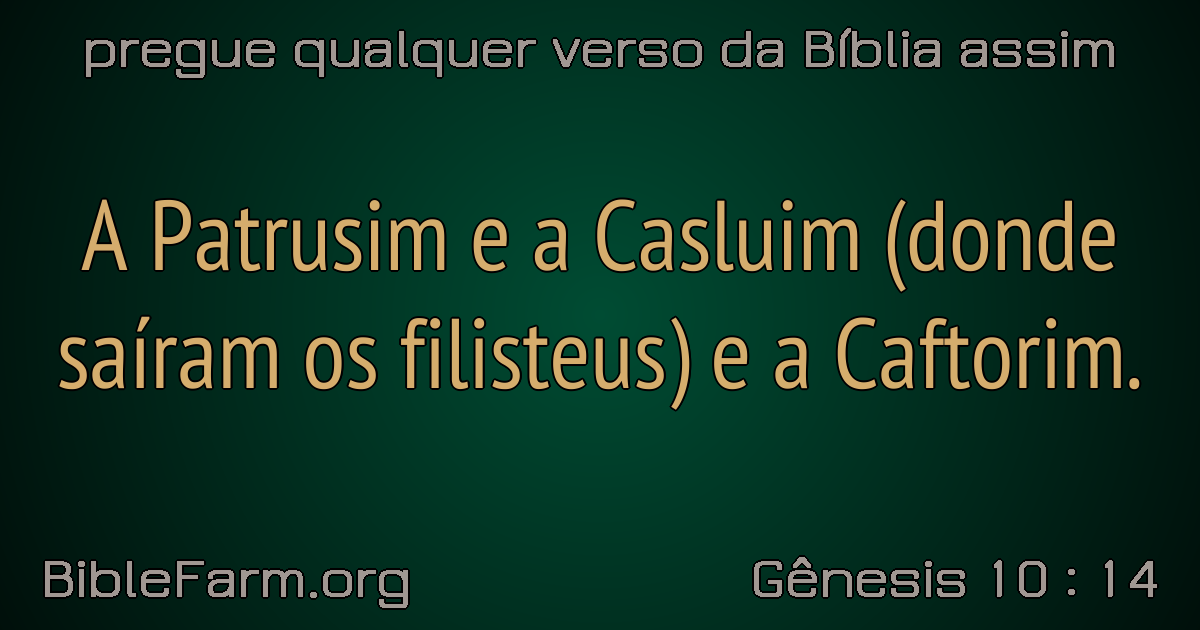 pregue qualquer verso da Bíblia assim
A Patrusim e a Casluim (donde
saíram os filisteus) e a Caftorim.
BibleFarm.org
Gênesis 10 : 14